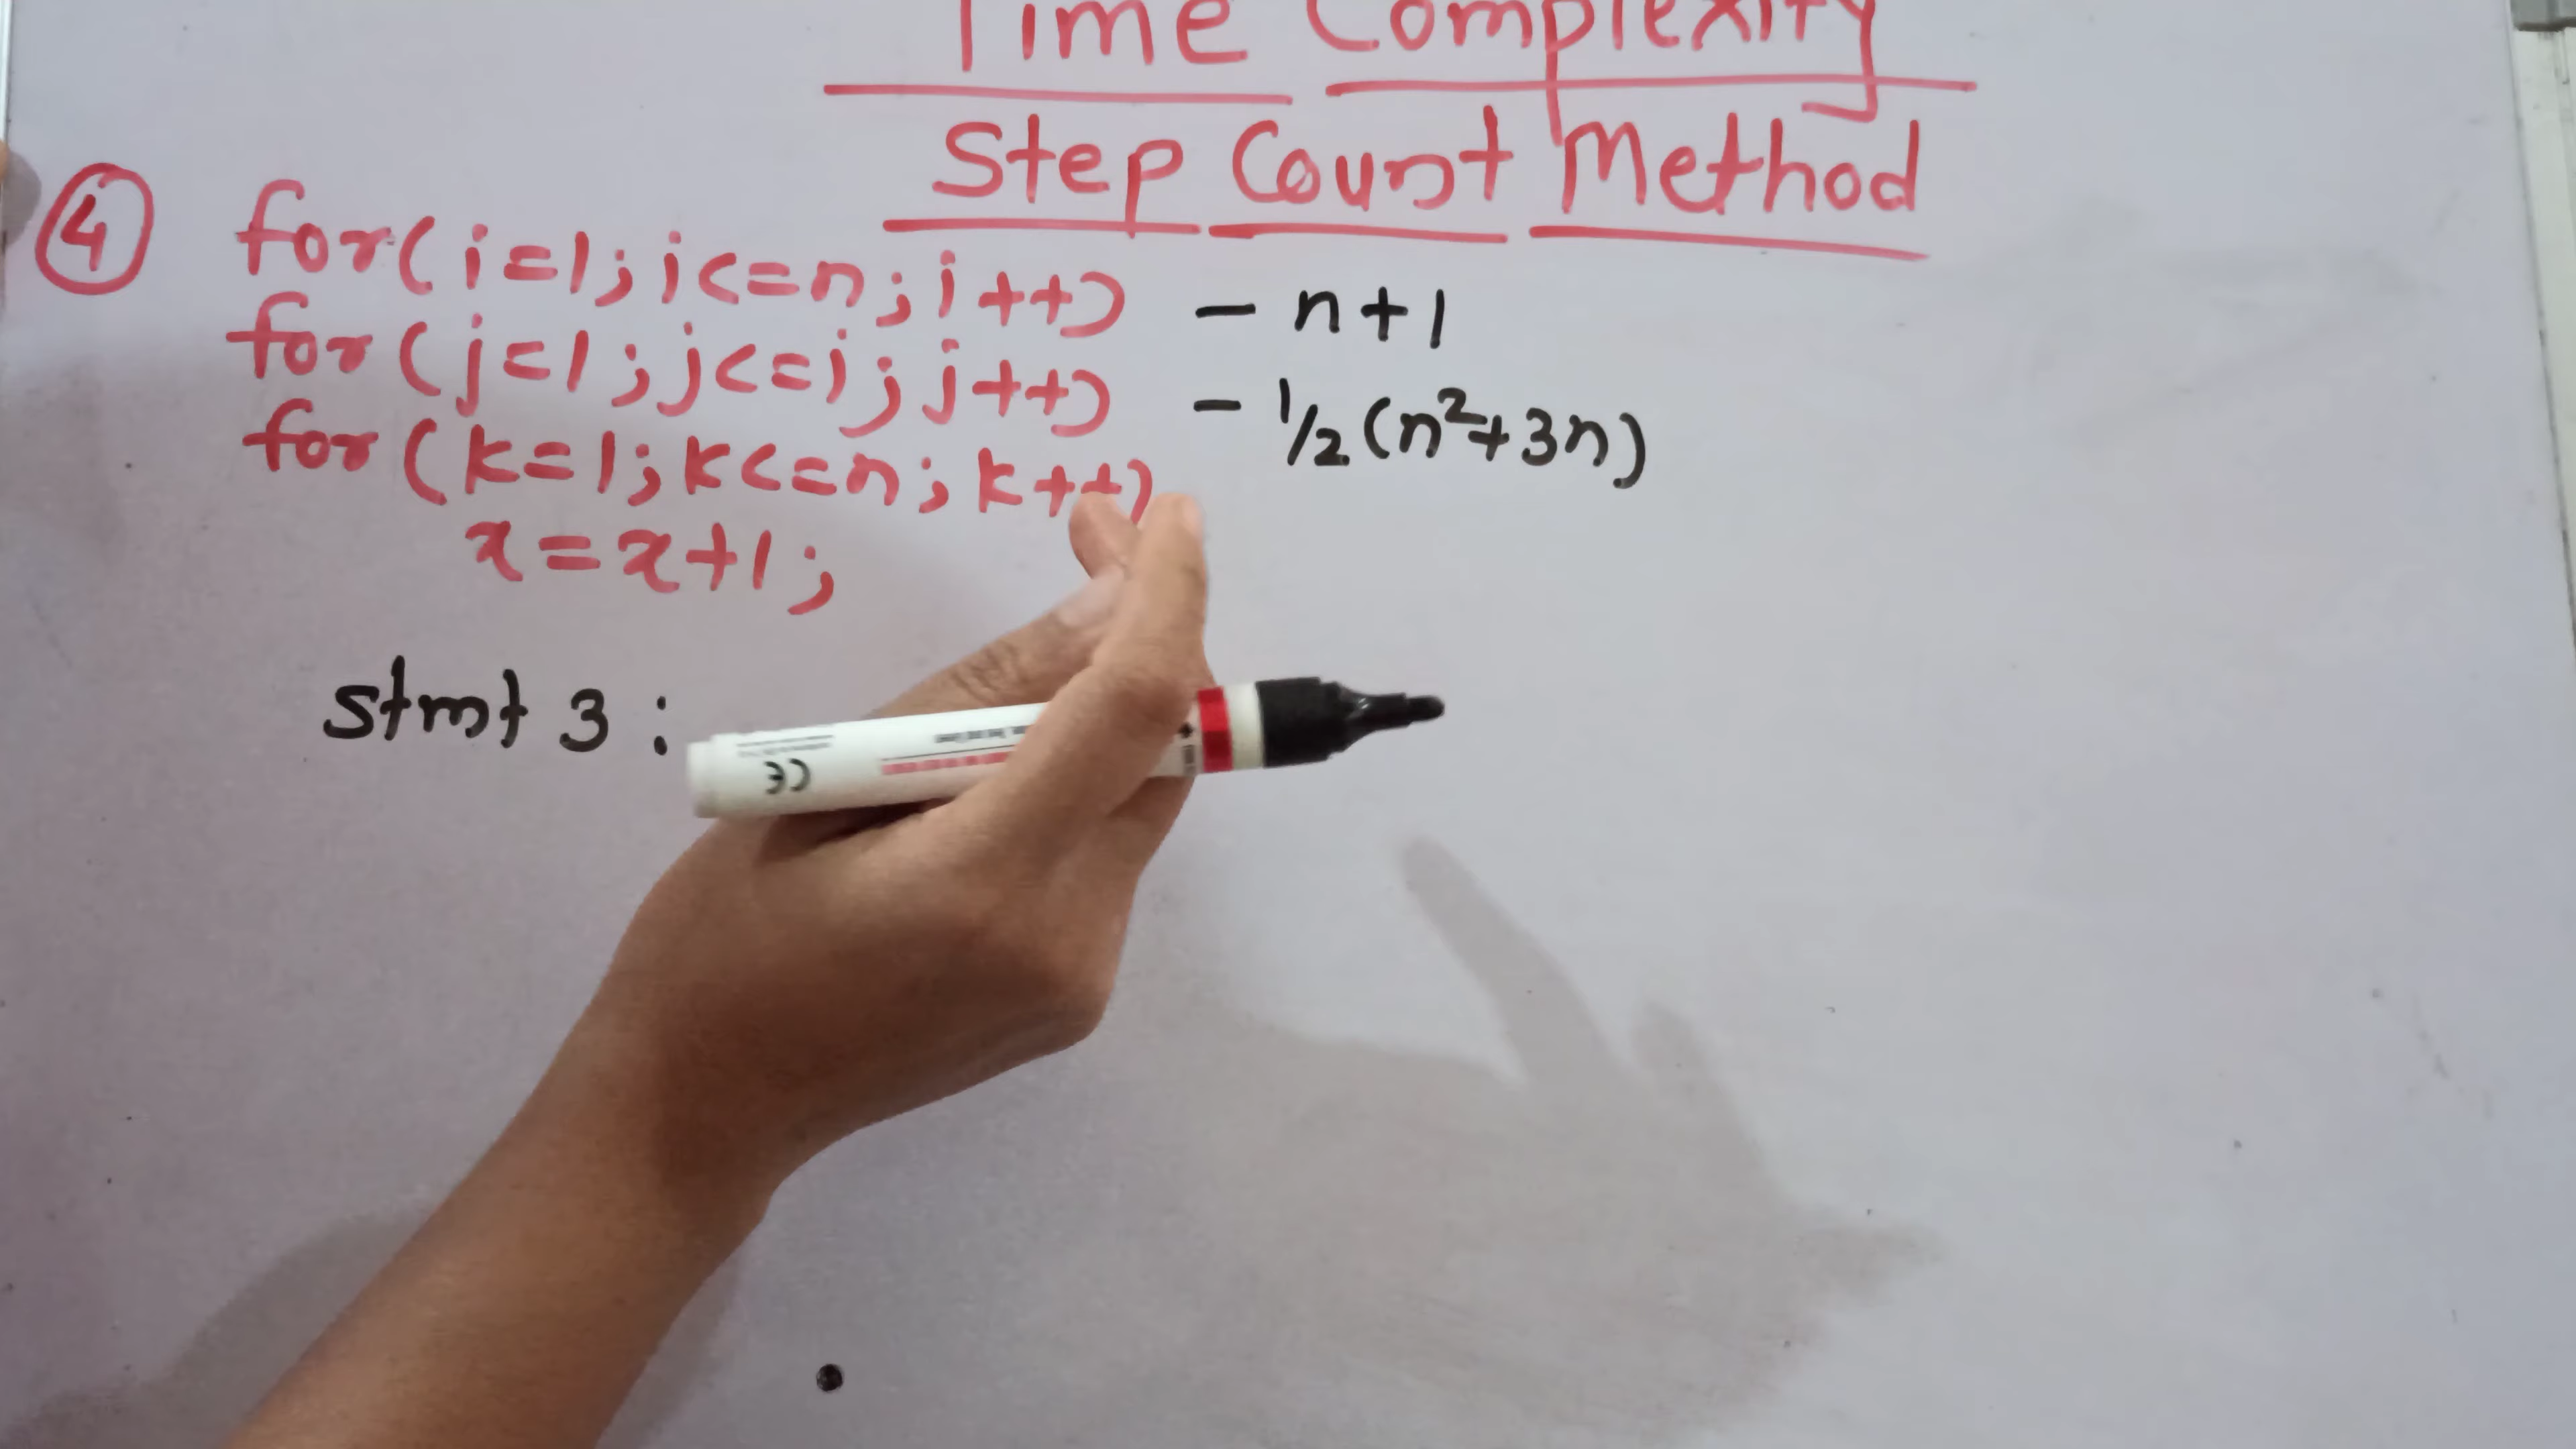 Time Complexity
Step Count Method
④ for(i=1;i<=n;i++) - n+1
for(j=1;j<=i;j++) - 1/2(n²+3n)
for(k=1;k<=n;k++)
x=x+1;
stmt 3 :
CE